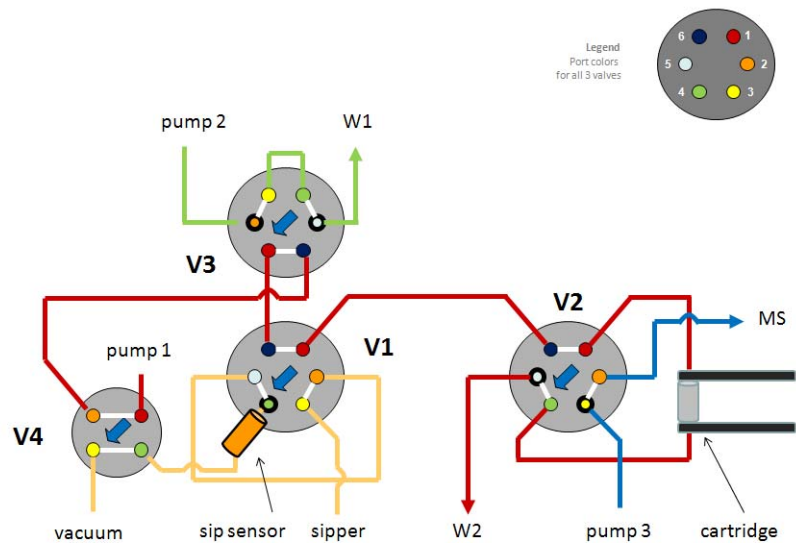 Legend
Port colors
for all 3 valves
6
1
5
2
4
3
pump 2
W1
V3
V2
pump 1
V1
MS
V4
vacuum
sip sensor
sipper
W2
pump 3
cartridge